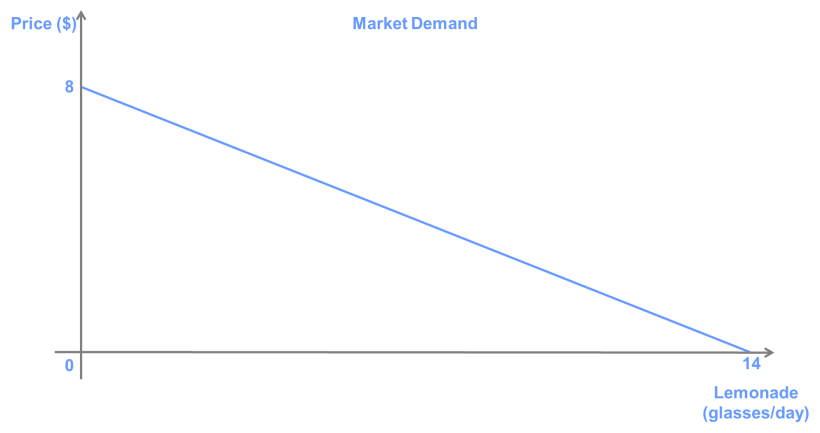 Price ($)
Market Demand
8
0
14
Lemonade
(glasses/day)